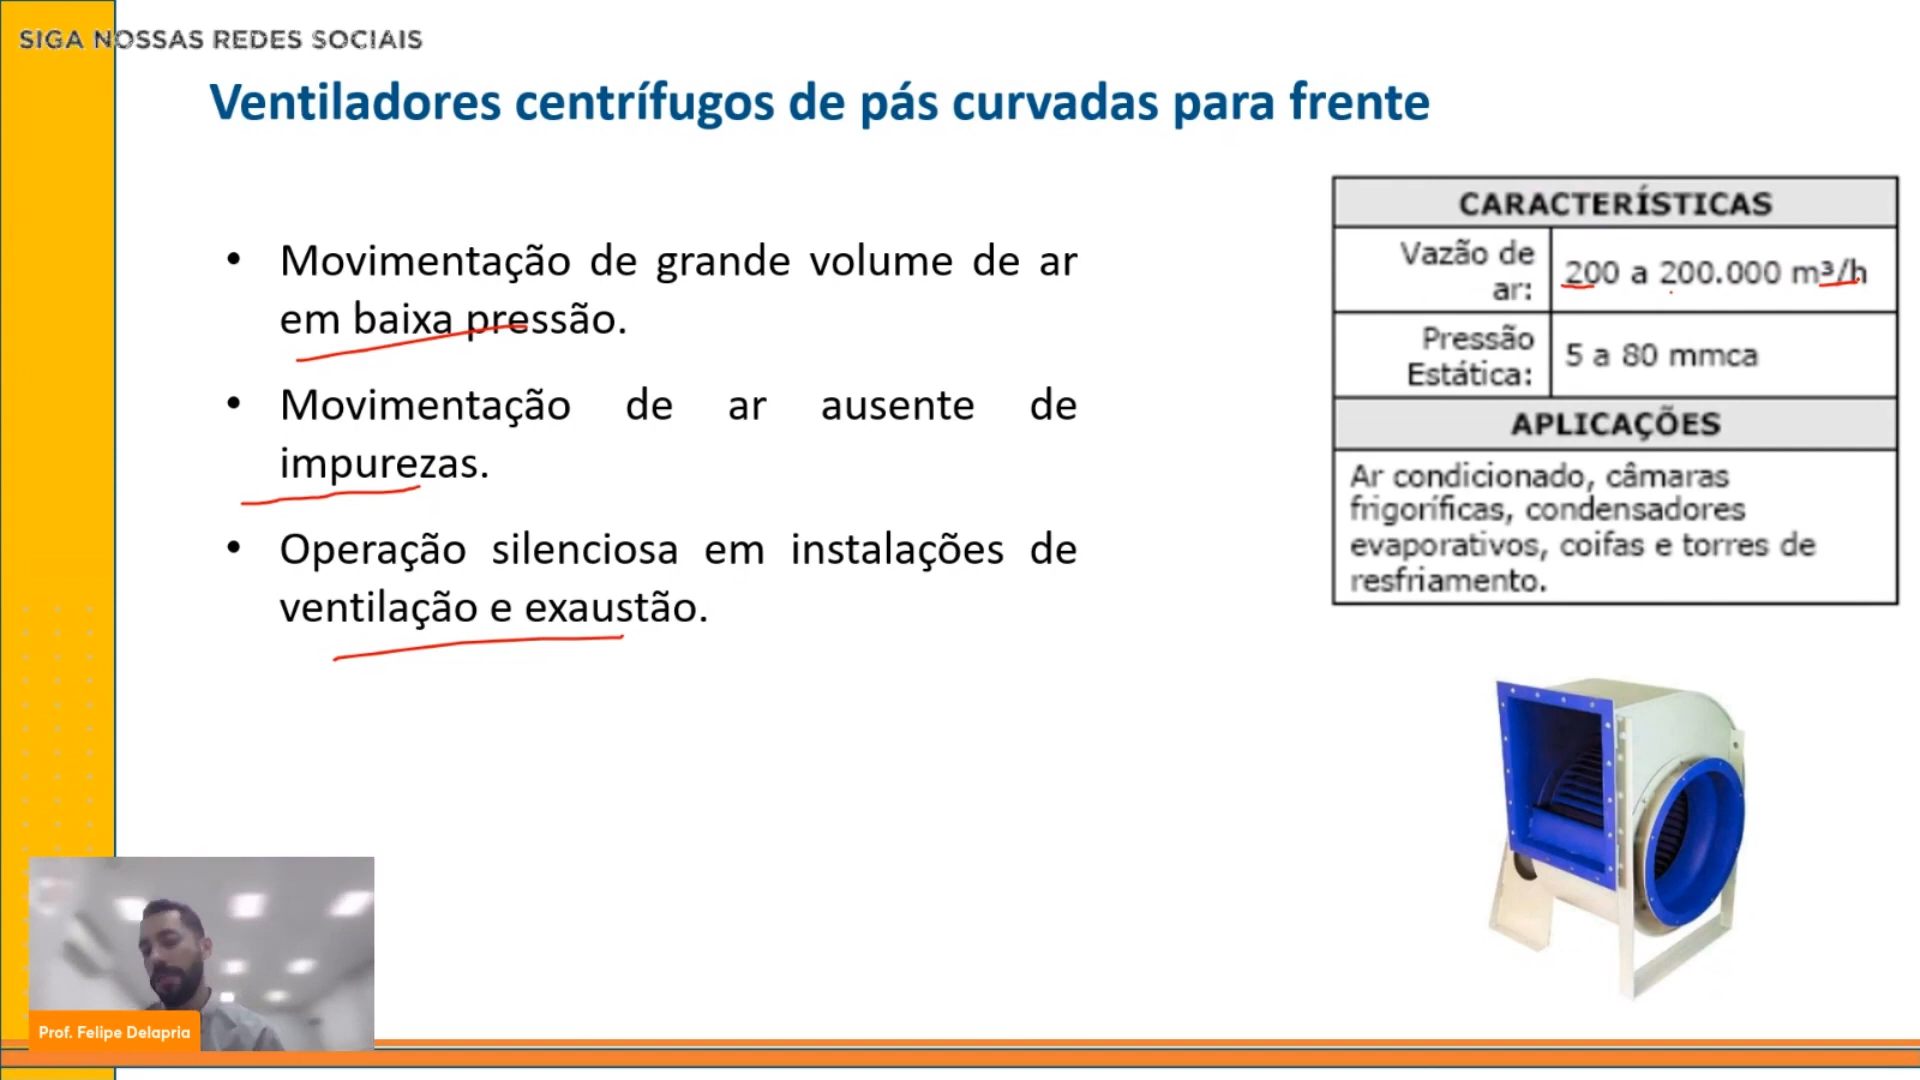 SIGA NOSSAS REDES SOCIAIS
Ventiladores centrífugos de pás curvadas para frente
• Movimentação de grande volume de ar
em baixa pressão.
• Movimentação de ar ausente de
impurezas.
• Operação silenciosa em instalações de
ventilação e exaustão.
CARACTERÍSTICAS
Vazão de
ar:
200 a 200.000 m³/h
Pressão
Estática:
5 a 80 mmca
APLICAÇÕES
Ar condicionado, câmaras
frigoríficas, condensadores
evaporativos, coifas e torres de
resfriamento.
Prof. Felipe Delapria